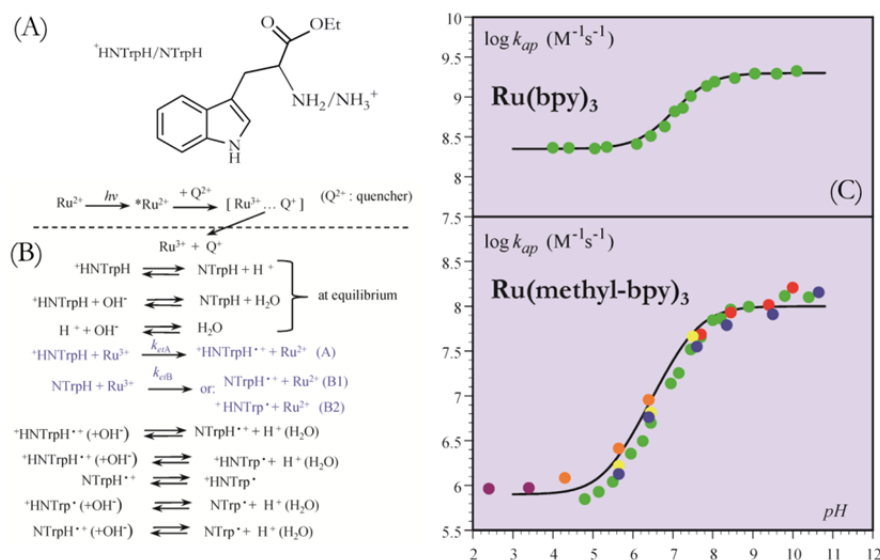 (A)
⁺HNTrpH/NTrpH
O
OEt
NH₂/NH₃⁺
N
H
Ru²⁺ hν *Ru²⁺ + Q²⁺ [ Ru³⁺ … Q⁺ ] (Q²⁺ : quencher)
(B)
Ru³⁺ + Q⁺
⁺HNTrpH ⇌ NTrpH + H⁺
⁺HNTrpH + OH⁻ ⇌ NTrpH + H₂O
at equilibrium
H⁺ + OH⁻ ⇌ H₂O
⁺HNTrpH + Ru³⁺ k_etA → ⁺HNTrpH•⁺ + Ru²⁺ (A)
NTrpH + Ru³⁺ k_etB → or: NTrpH•⁺ + Ru²⁺ (B1)
⁺HNTrp• + Ru²⁺ (B2)
⁺HNTrpH•⁺ (+OH⁻) ⇌ NTrpH•⁺ + H⁺ (H₂O)
⁺HNTrpH•⁺ (+OH⁻) ⇌ ⁺HNTrp• + H⁺ (H₂O)
NTrpH•⁺ ⇌ ⁺HNTrp•
⁺HNTrp• (+OH⁻) ⇌ NTrp• + H⁺ (H₂O)
NTrpH•⁺ (+OH⁻) ⇌ NTrp• + H⁺ (H₂O)
10
9.5
9
8.5
8
7.5
log k_ap (M⁻¹s⁻¹)
Ru(bpy)₃
(C)
8.5
8
7.5
7
6.5
6
5.5
log k_ap (M⁻¹s⁻¹)
Ru(methyl-bpy)₃
pH
2 3 4 5 6 7 8 9 10 11 12